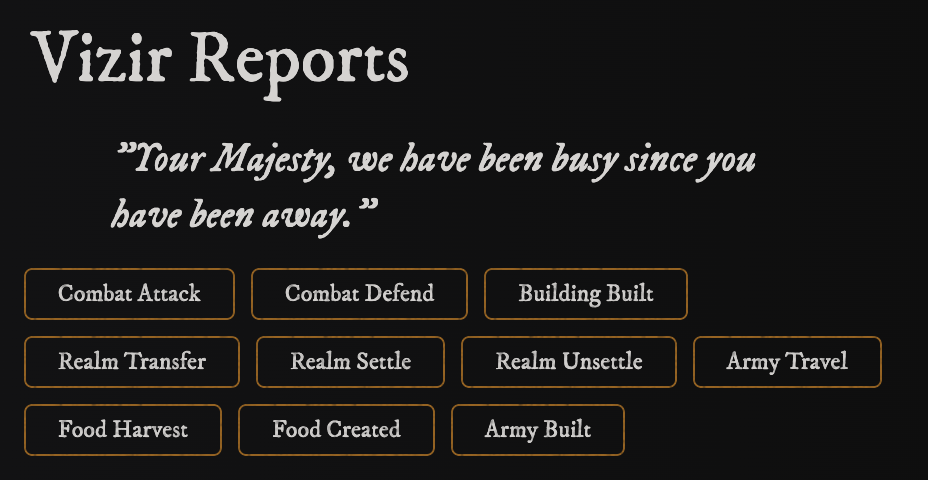 Vizir Reports
”Your Majesty, we have been busy since you
have been away.”
Combat Attack Combat Defend Building Built
Realm Transfer Realm Settle Realm Unsettle Army Travel
Food Harvest Food Created Army Built